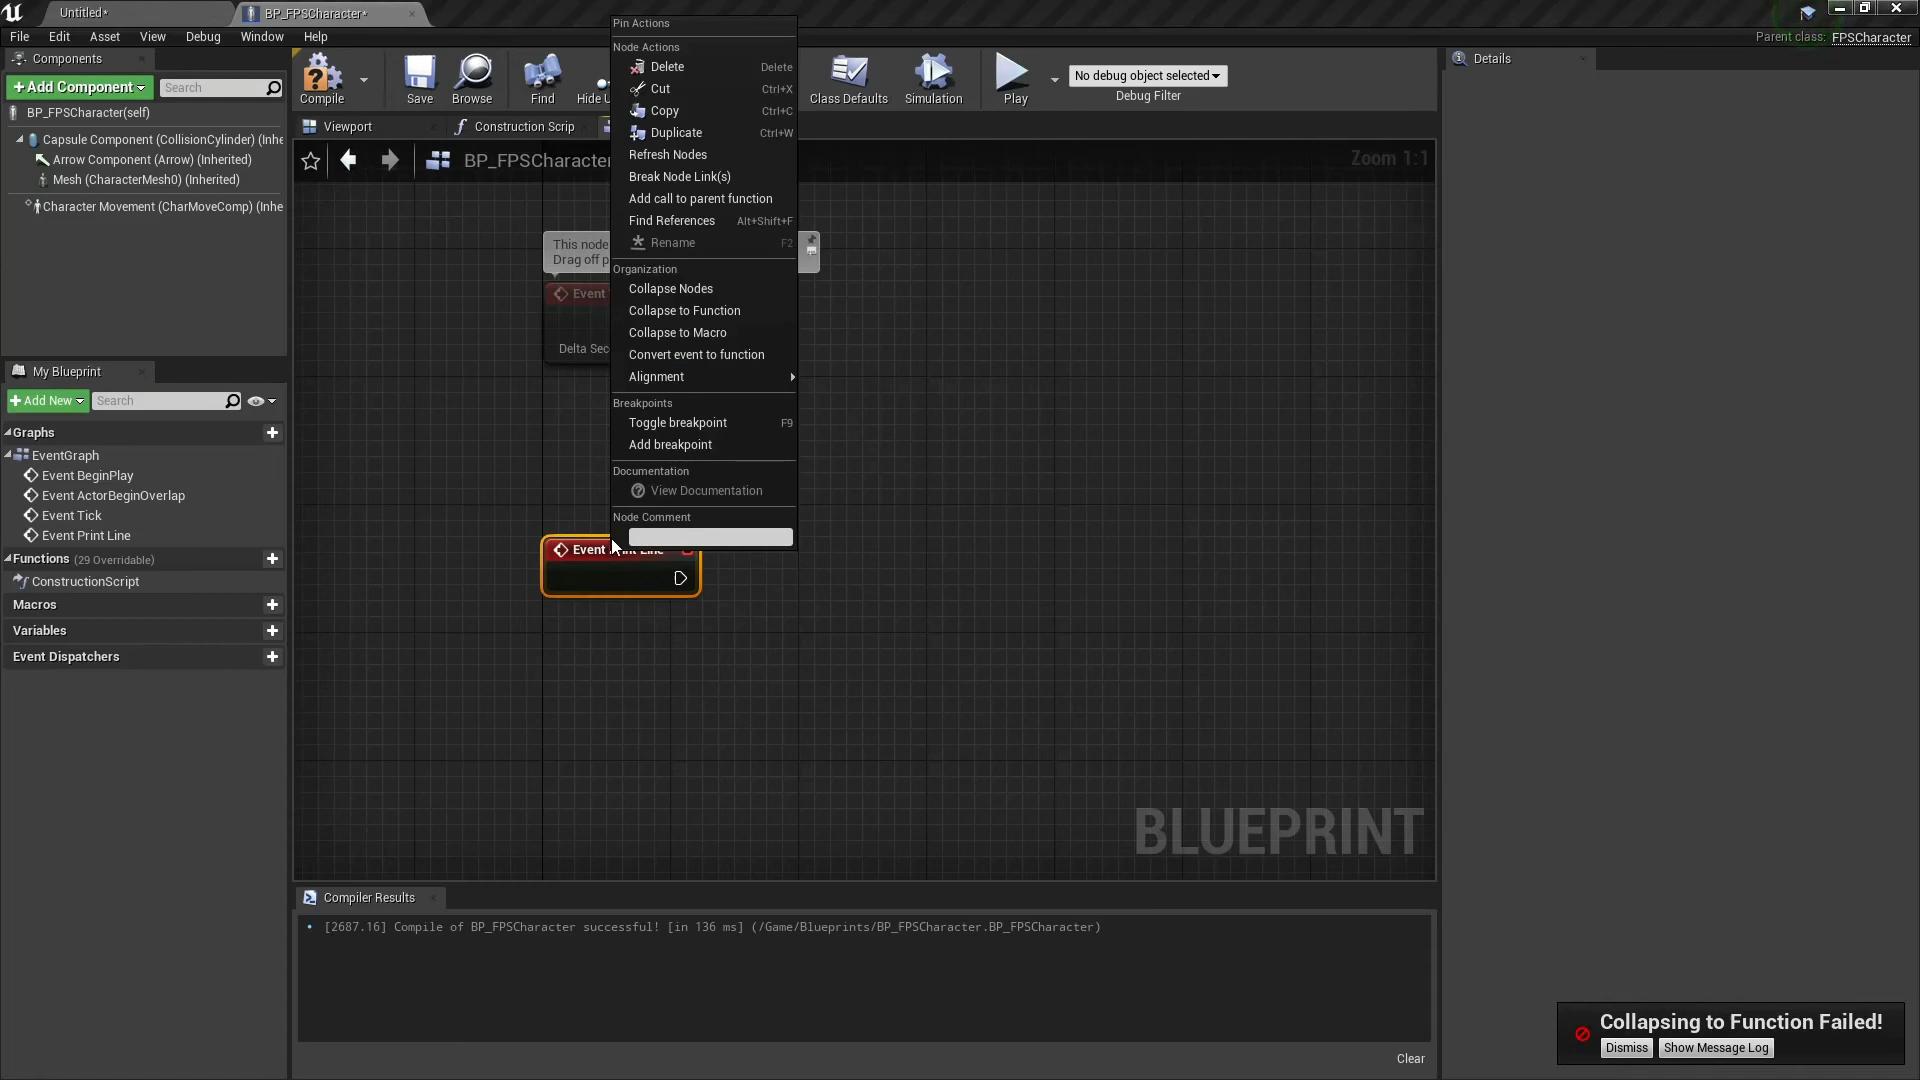 Untitled*
BP_FPSCharacter*
File Edit Asset View Debug Window Help
Parent class: FPSCharacter
Components
+Add Component
Search
BP_FPSCharacter(self)
Capsule Component (CollisionCylinder) (Inhe
Arrow Component (Arrow) (Inherited)
Mesh (CharacterMesh0) (Inherited)
Character Movement (CharMoveComp) (Inhe
My Blueprint
+Add New
Search
Graphs
EventGraph
Event BeginPlay
Event ActorBeginOverlap
Event Tick
Event Print Line
Functions (29 Overridable)
ConstructionScript
Macros
Variables
Event Dispatchers
Compile
Save
Browse
Find
Hide U
Class Defaults
Simulation
Play
No debug object selected
Debug Filter
Viewport
Construction Scrip
BP_FPSCharacter
Zoom 1:1
This node
Drag off p
Event
Delta Sec
Pin Actions
Node Actions
Delete Delete
Cut Ctrl+X
Copy Ctrl+C
Duplicate Ctrl+W
Refresh Nodes
Break Node Link(s)
Add call to parent function
Find References Alt+Shift+F
Rename F2
Organization
Collapse Nodes
Collapse to Function
Collapse to Macro
Convert event to function
Alignment
Breakpoints
Toggle breakpoint F9
Add breakpoint
Documentation
View Documentation
Node Comment
Event Print Line
BLUEPRINT
Compiler Results
• [2687.16] Compile of BP_FPSCharacter successful! [in 136 ms] (/Game/Blueprints/BP_FPSCharacter.BP_FPSCharacter)
Clear
Details
Collapsing to Function Failed!
Dismiss
Show Message Log